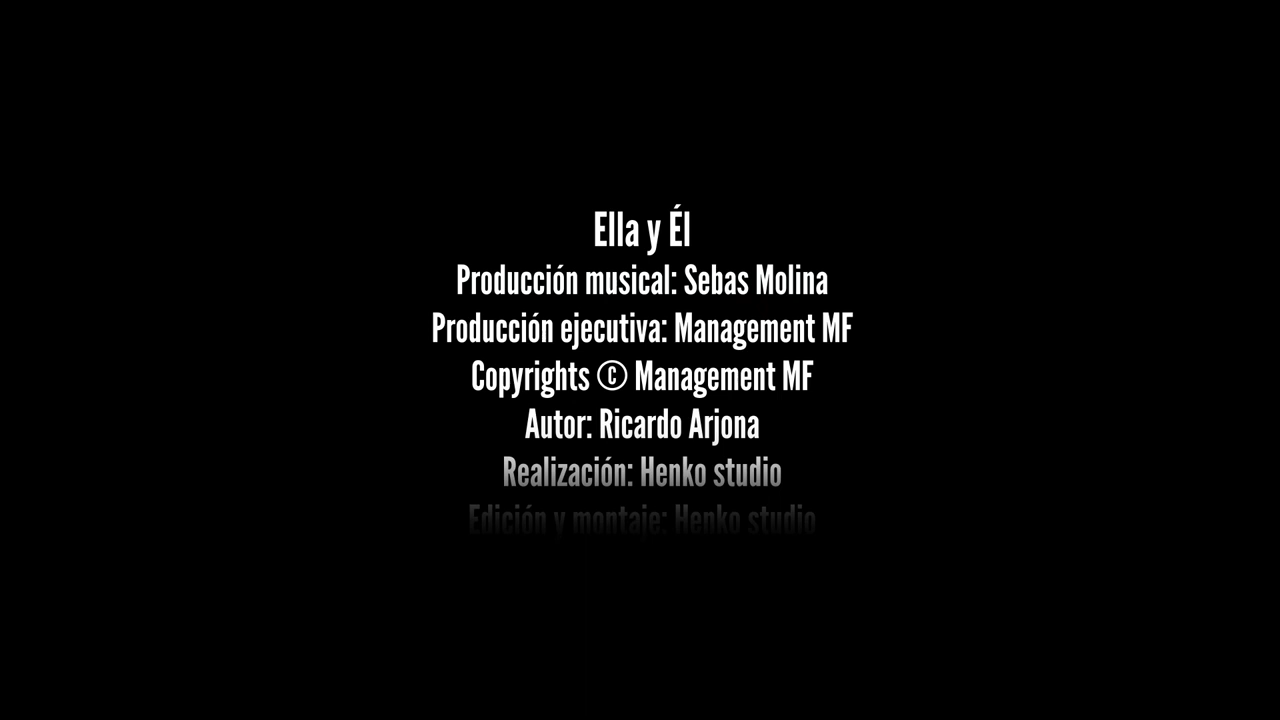 Ella y Él
Producción musical: Sebas Molina
Producción ejecutiva: Management MF
Copyrights © Management MF
Autor: Ricardo Arjona
Realización: Henko studio
Edición y montaje: Henko studio